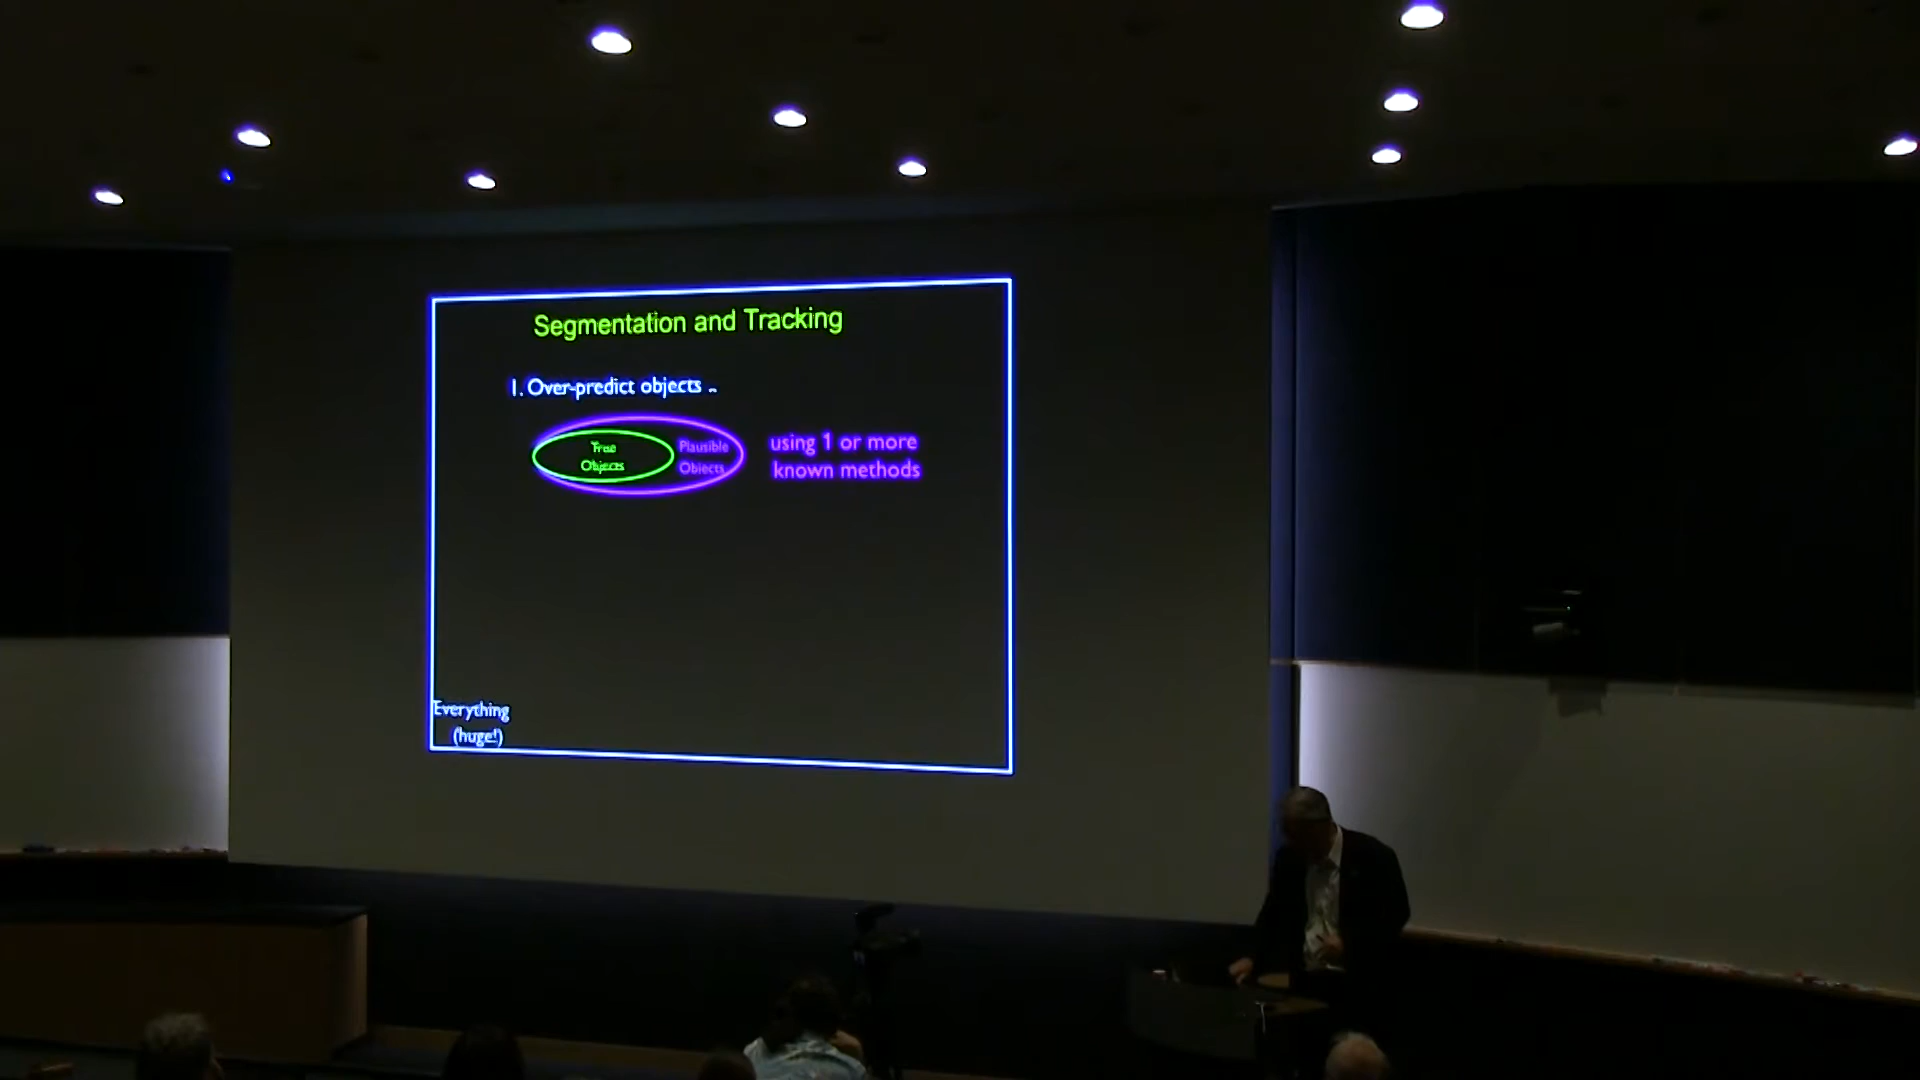 Segmentation and Tracking
1. Over-predict objects ..
True
Objects
Plausible
Objects
using 1 or more
known methods
Everything
(huge!)